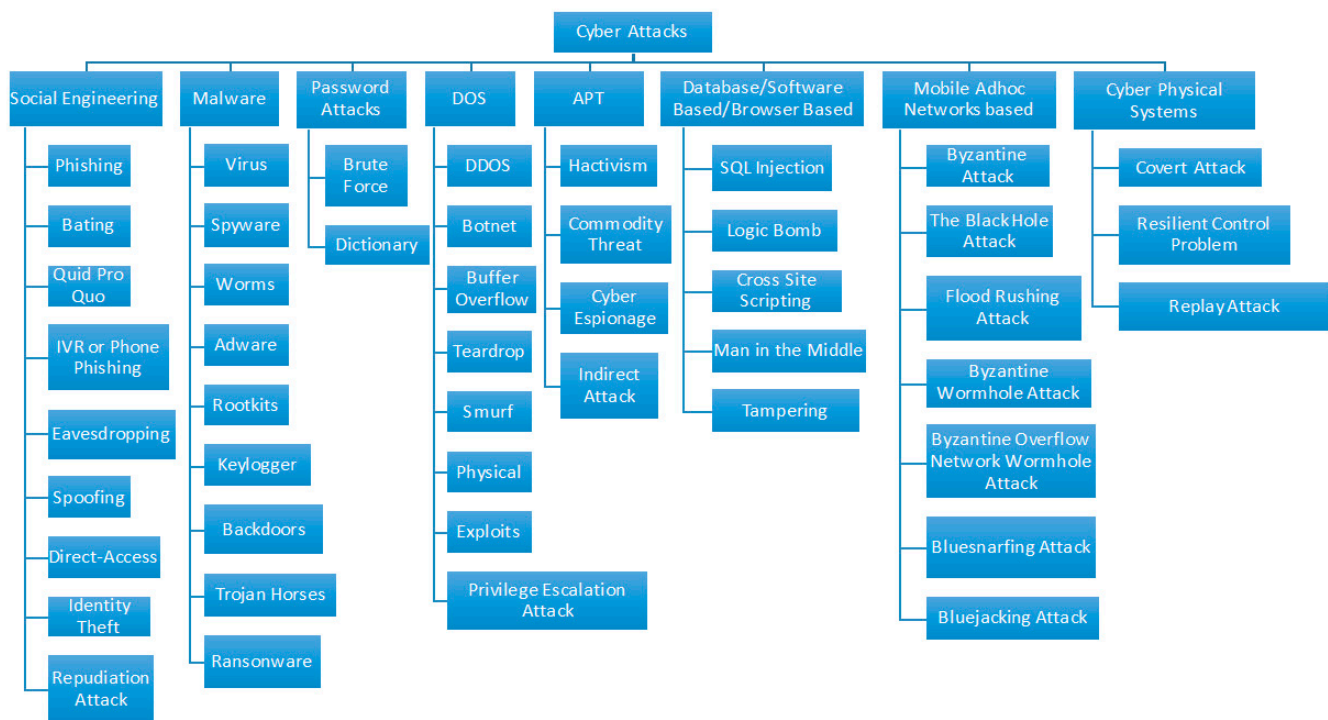 Cyber Attacks
Social Engineering
Phishing
Bating
Quid Pro
Quo
IVR or Phone
Phishing
Eavesdropping
Spoofing
Direct-Access
Identity
Theft
Repudiation
Attack
Malware
Virus
Spyware
Worms
Adware
Rootkits
Keylogger
Backdoors
Trojan Horses
Ransonware
Password
Attacks
Brute
Force
Dictionary
DOS
DDOS
Botnet
Buffer
Overflow
Teardrop
Smurf
Physical
Exploits
Privilege Escalation
Attack
APT
Hactivism
Commodity
Threat
Cyber
Espionage
Indirect
Attack
Database/Software
Based/Browser Based
SQL Injection
Logic Bomb
Cross Site
Scripting
Man in the Middle
Tampering
Mobile Adhoc
Networks based
Byzantine
Attack
The Black Hole
Attack
Flood Rushing
Attack
Byzantine
Wormhole Attack
Byzantine Overflow
Network Wormhole
Attack
Bluesnarfing Attack
Bluejacking Attack
Cyber Physical
Systems
Covert Attack
Resilient Control
Problem
Replay Attack